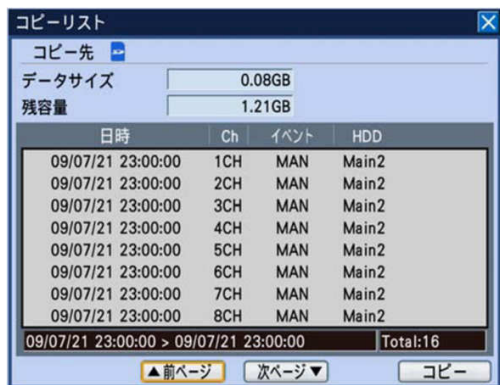 コピーリスト
コピー先
データサイズ 0.08GB
残容量 1.21GB
日時 Ch イベント HDD
09/07/21 23:00:00 1CH MAN Main2
09/07/21 23:00:00 2CH MAN Main2
09/07/21 23:00:00 3CH MAN Main2
09/07/21 23:00:00 4CH MAN Main2
09/07/21 23:00:00 5CH MAN Main2
09/07/21 23:00:00 6CH MAN Main2
09/07/21 23:00:00 7CH MAN Main2
09/07/21 23:00:00 8CH MAN Main2
09/07/21 23:00:00 > 09/07/21 23:00:00 Total:16
▲前ページ 次ページ▼ コピー